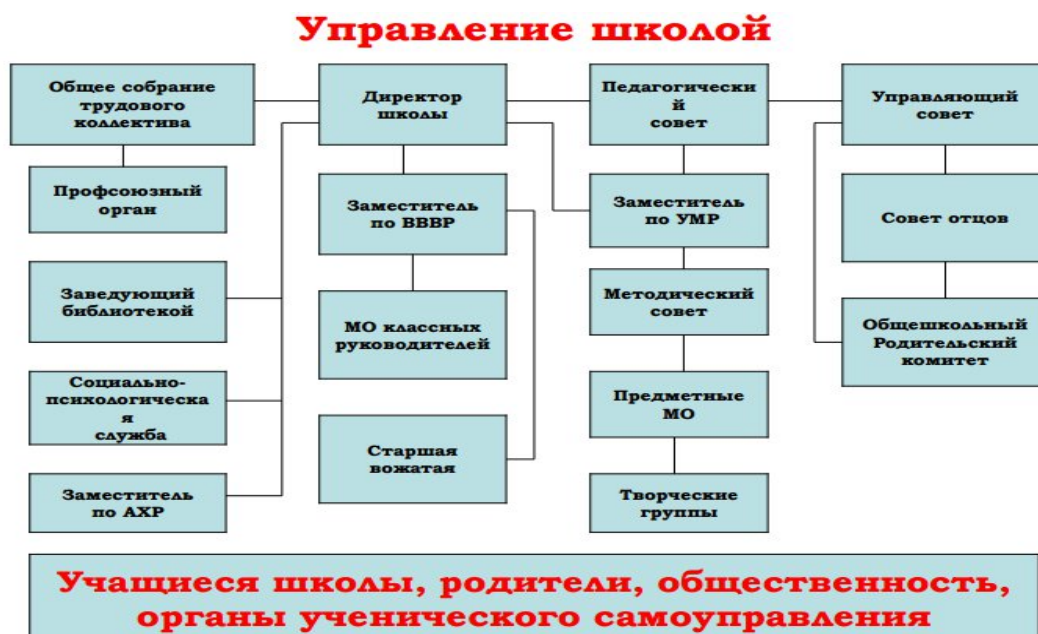 Управление школой
Общее собрание
трудового
коллектива
Директор
школы
Педагогически
й
совет
Управляющий
совет
Профсоюзный
орган
Заместитель
по ВВВР
Заместитель
по УМР
Совет отцов
Заведующий
библиотекой
МО классных
руководителей
Методический
совет
Общешкольный
Родительский
комитет
Социально-
психологическа
я
служба
Старшая
вожатая
Предметные
МО
Заместитель
по АХР
Творческие
группы
Учащиеся школы, родители, общественность,
органы ученического самоуправления